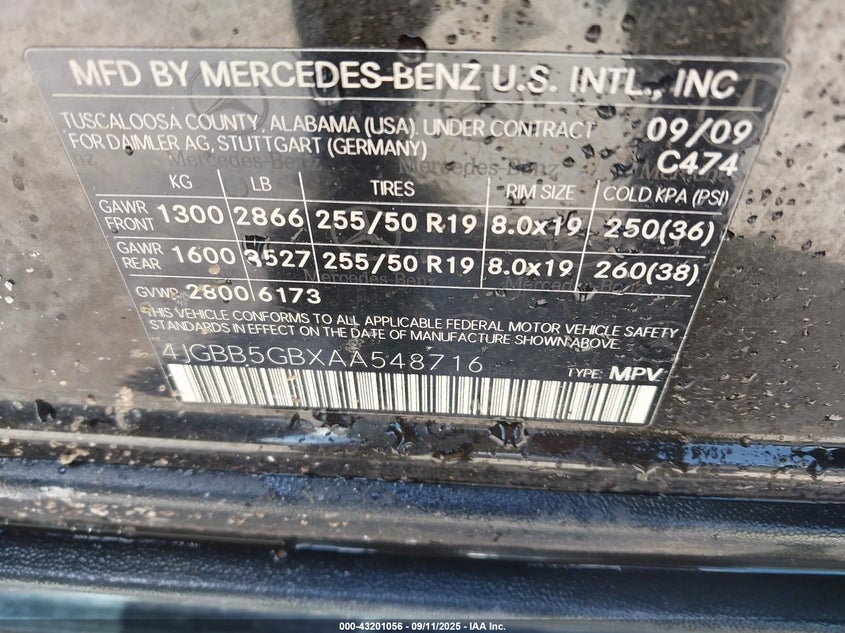 MFD BY MERCEDES-BENZ U.S. INTL., INC
TUSCALOOSA COUNTY, ALABAMA (USA). UNDER CONTRACT 09/09
FOR DAIMLER AG, STUTTGART (GERMANY) C474
Mercedes-Benz
KG LB TIRES RIM SIZE COLD KPA (PSI)
GAWR FRONT 1300 2866 255/50 R19 8.0x19 250(36)
GAWR REAR 1600 3527 255/50 R19 8.0x19 260(38)
GVWR 2800 6173
THIS VEHICLE CONFORMS TO ALL APPLICABLE FEDERAL MOTOR VEHICLE SAFETY
STANDARDS IN EFFECT ON THE DATE OF MANUFACTURE SHOWN ABOVE
4JGBB5GBXAA548716 TYPE: MPV
000-43201056 - 09/11/2025 - IAA Inc.